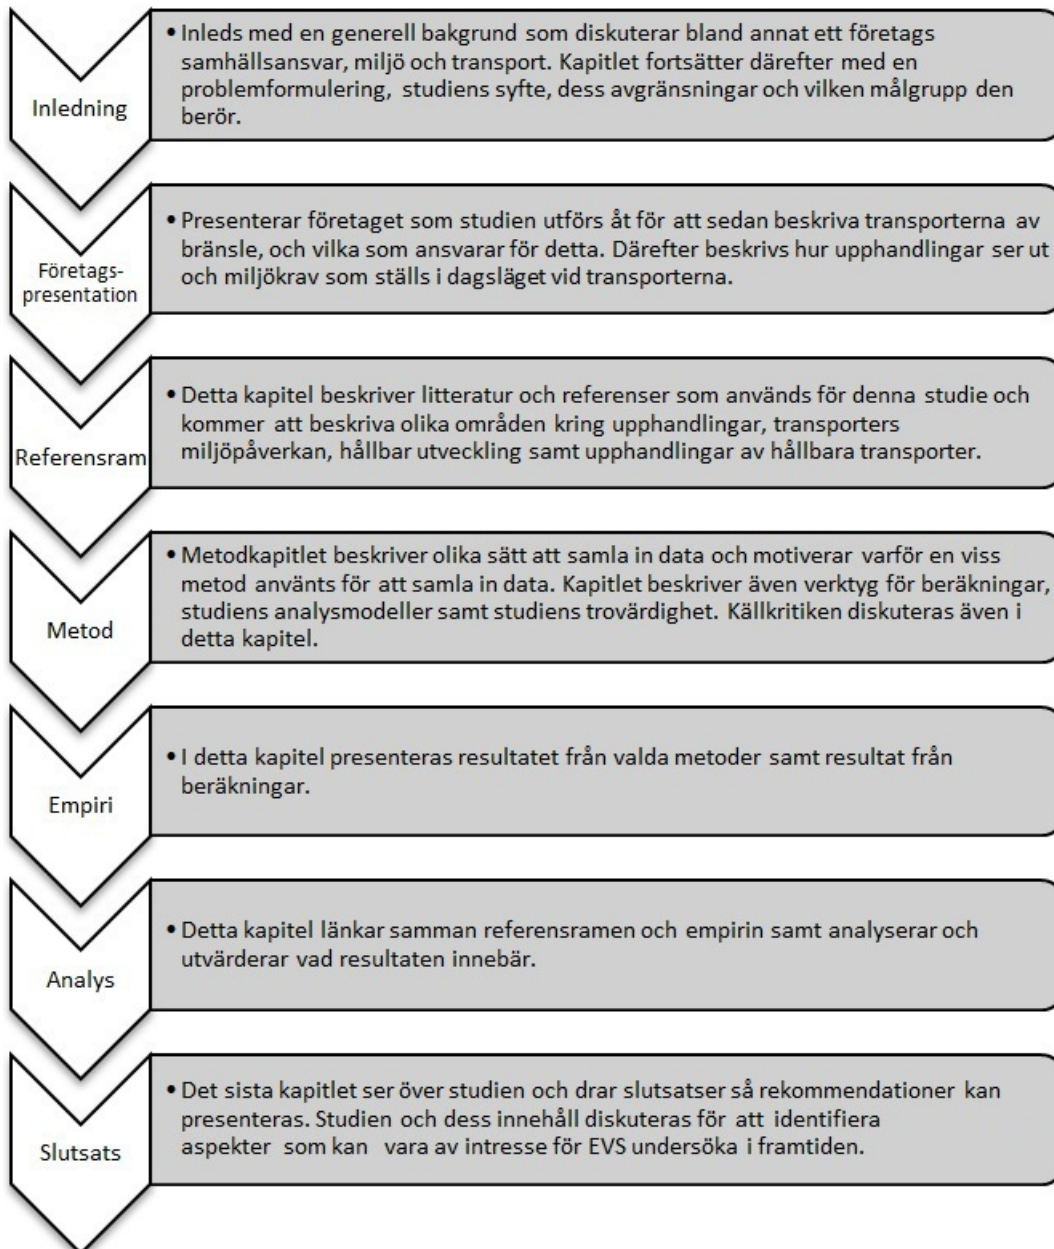 Inledning
• Inleds med en generell bakgrund som diskuterar bland annat ett företags
samhällsansvar, miljö och transport. Kapitlet fortsätter därefter med en
problemformulering, studiens syfte, dess avgränsningar och vilken målgrupp den
berör.
Företags-
presentation
• Presenterar företaget som studien utförs åt för att sedan beskriva transporterna av
bränsle, och vilka som ansvarar för detta. Därefter beskrivs hur upphandlingar ser ut
och miljökrav som ställs i dagsläget vid transporterna.
Referensram
• Detta kapitel beskriver litteratur och referenser som används för denna studie och
kommer att beskriva olika områden kring upphandlingar, transporters
miljöpåverkan, hållbar utveckling samt upphandlingar av hållbara transporter.
Metod
• Metodkapitlet beskriver olika sätt att samla in data och motiverar varför en viss
metod använts för att samla in data. Kapitlet beskriver även verktyg för beräkningar,
studiens analysmodeller samt studiens trovärdighet. Källkritiken diskuteras även i
detta kapitel.
Empiri
• I detta kapitel presenteras resultatet från valda metoder samt resultat från
beräkningar.
Analys
• Detta kapitel länkar samman referensramen och empirin samt analyserar och
utvärderar vad resultaten innebär.
Slutsats
• Det sista kapitlet ser över studien och drar slutsatser så rekommendationer kan
presenteras. Studien och dess innehåll diskuteras för att identifiera
aspekter som kan vara av intresse för EVS undersöka i framtiden.